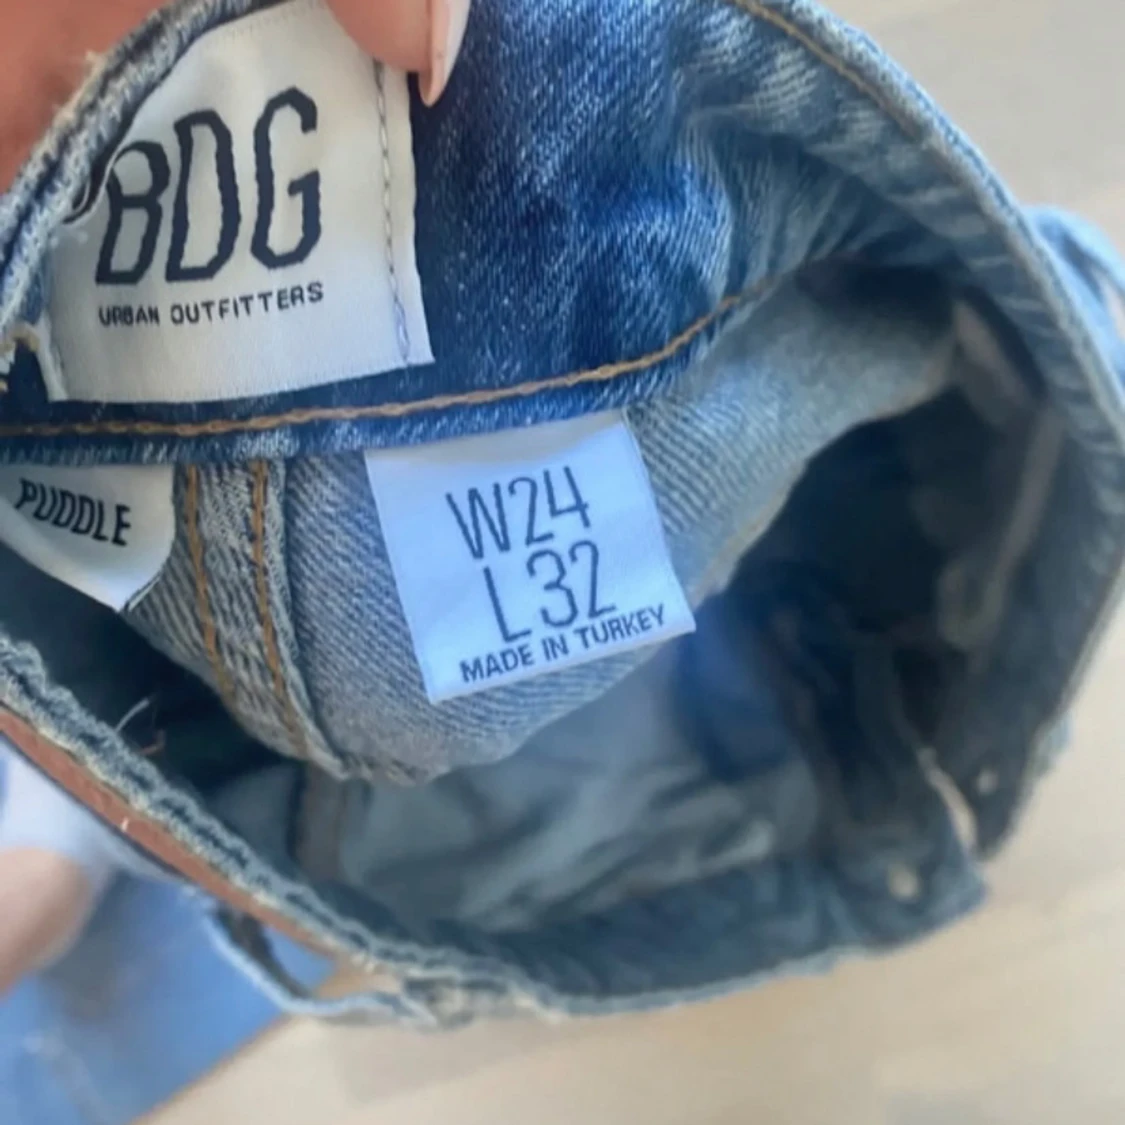 BDG
URBAN OUTFITTERS
PUDDLE
W24
L32
MADE IN TURKEY